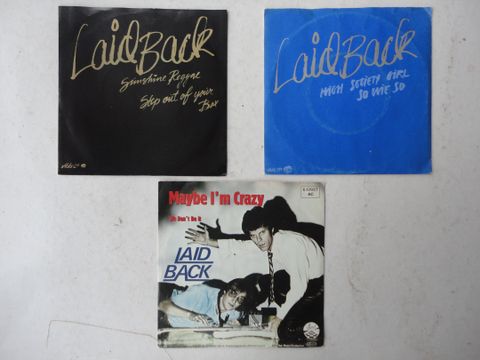 Laid Back
Sunshine Reggae
Slip out of your
Box
Laid Back
HIGH SOCIETY GIRL
SO WIE SO
Maybe I'm Crazy
Don't Do It
LAID
BACK